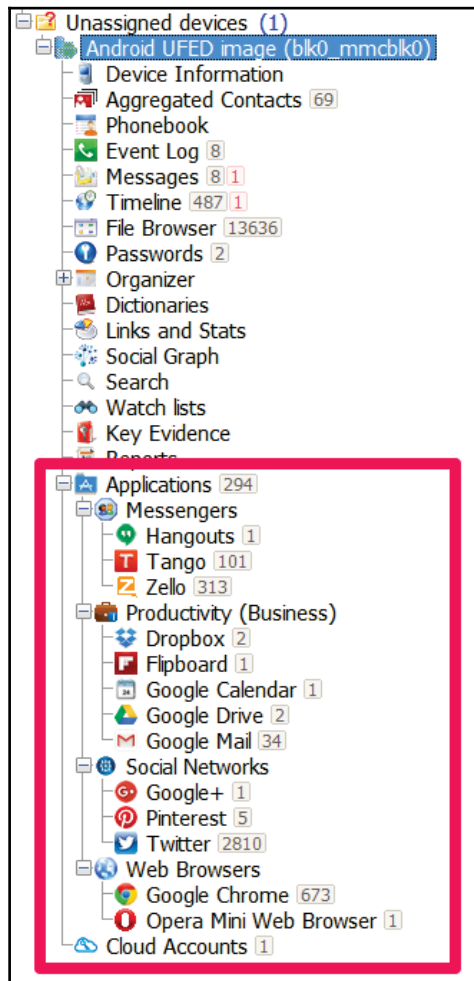 Unassigned devices (1)
Android UFED image (blk0_mmcblk0)
Device Information
Aggregated Contacts 69
Phonebook
Event Log 8
Messages 8 1
Timeline 487 1
File Browser 13636
Passwords 2
Organizer
Dictionaries
Links and Stats
Social Graph
Search
Watch lists
Key Evidence
Reports
Applications 294
Messengers
Hangouts 1
Tango 101
Zello 313
Productivity (Business)
Dropbox 2
Flipboard 1
Google Calendar 1
Google Drive 2
Google Mail 34
Social Networks
Google+ 1
Pinterest 5
Twitter 2810
Web Browsers
Google Chrome 673
Opera Mini Web Browser 1
Cloud Accounts 1